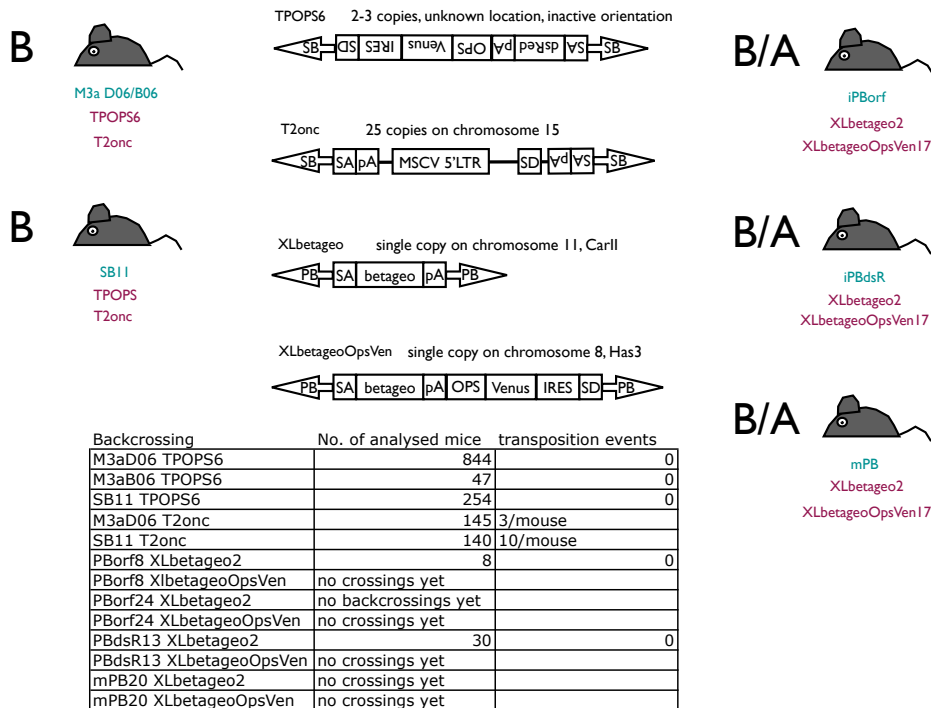 TPOPS6 2-3 copies, unknown location, inactive orientation
SB SD IRES Venus OPS pA dsRed SA SB
B
M3a D06/B06
TPOPS6
T2onc
B/A
iPBorf
XLbetageo2
XLbetageoOpsVen17
T2onc 25 copies on chromosome 15
SB SA pA MSCV 5'LTR SD pA SA SB
B
SB11
TPOPS
T2onc
B/A
iPBdsR
XLbetageo2
XLbetageoOpsVen17
XLbetageo single copy on chromosome 11, CarII
PB SA betageo pA PB
XLbetageoOpsVen single copy on chromosome 8, Has3
PB SA betageo pA OPS Venus IRES SD PB
B/A
mPB
XLbetageo2
XLbetageoOpsVen17
Backcrossing No. of analysed mice transposition events
M3aD06 TPOPS6 844 0
M3aB06 TPOPS6 47 0
SB11 TPOPS6 254 0
M3aD06 T2onc 145 3/mouse
SB11 T2onc 140 10/mouse
PBorf8 XLbetageo2 8 0
PBorf8 XlbetageoOpsVen no crossings yet
PBorf24 XLbetageo2 no backcrossings yet
PBorf24 XLbetageoOpsVen no crossings yet
PBdsR13 XLbetageo2 30 0
PBdsR13 XLbetageoOpsVen no crossings yet
mPB20 XLbetageo2 no crossings yet
mPB20 XLbetageoOpsVen no crossings yet